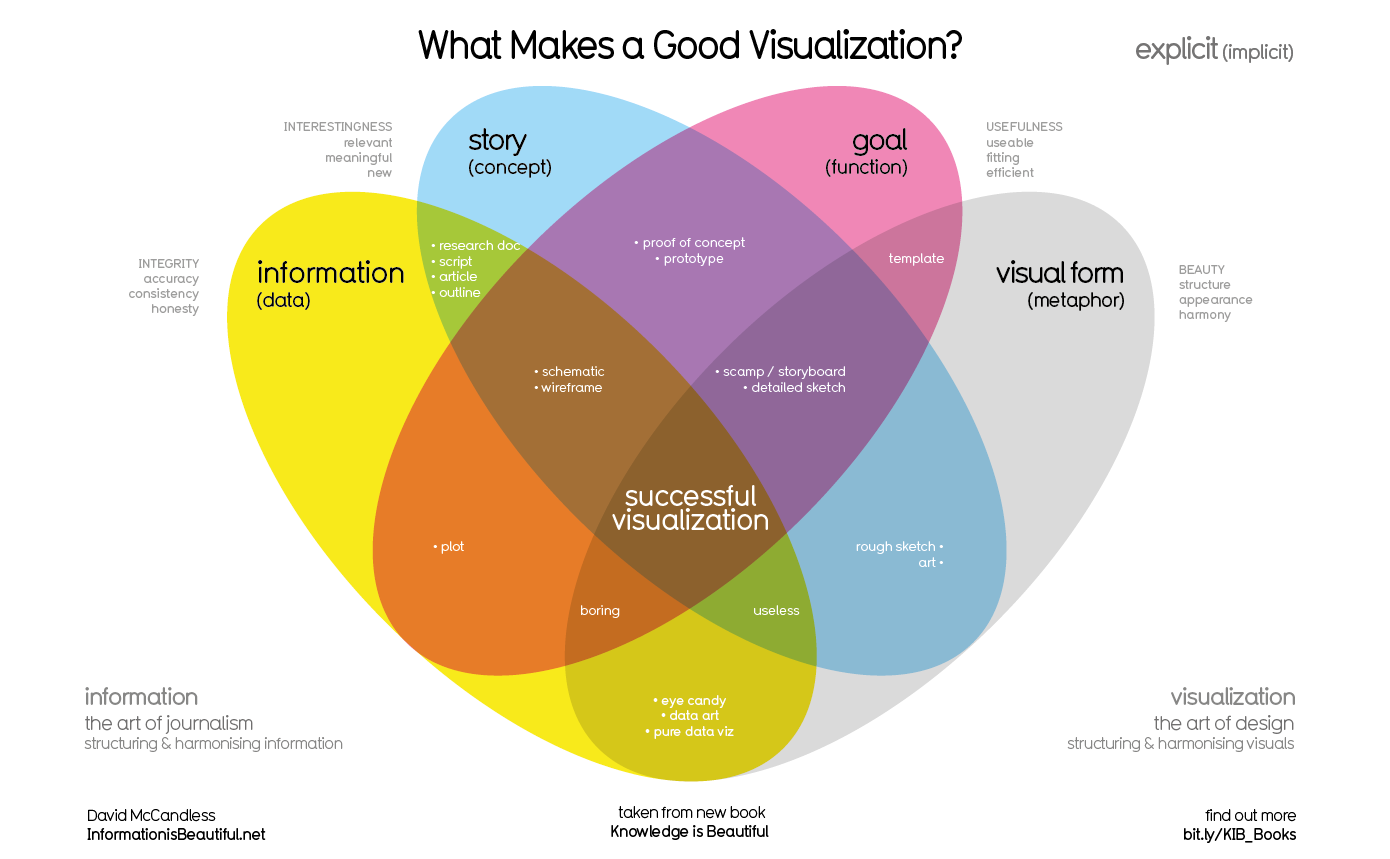 What Makes a Good Visualization?
explicit (implicit)
INTERESTINGNESS
relevant
meaningful
new
story
(concept)
goal
(function)
USEFULNESS
useable
fitting
efficient
INTEGRITY
accuracy
consistency
honesty
information
(data)
• research doc
• script
• article
• outline
• proof of concept
• prototype
template
visual form
(metaphor)
BEAUTY
structure
appearance
harmony
• schematic
• wireframe
• scamp / storyboard
• detailed sketch
successful
visualization
• plot
rough sketch •
art •
boring
useless
• eye candy
• data art
• pure data viz
information
the art of journalism
structuring & harmonising information
visualization
the art of design
structuring & harmonising visuals
David McCandless
InformationisBeautiful.net
taken from new book
Knowledge is Beautiful
find out more
bit.ly/KIB_Books